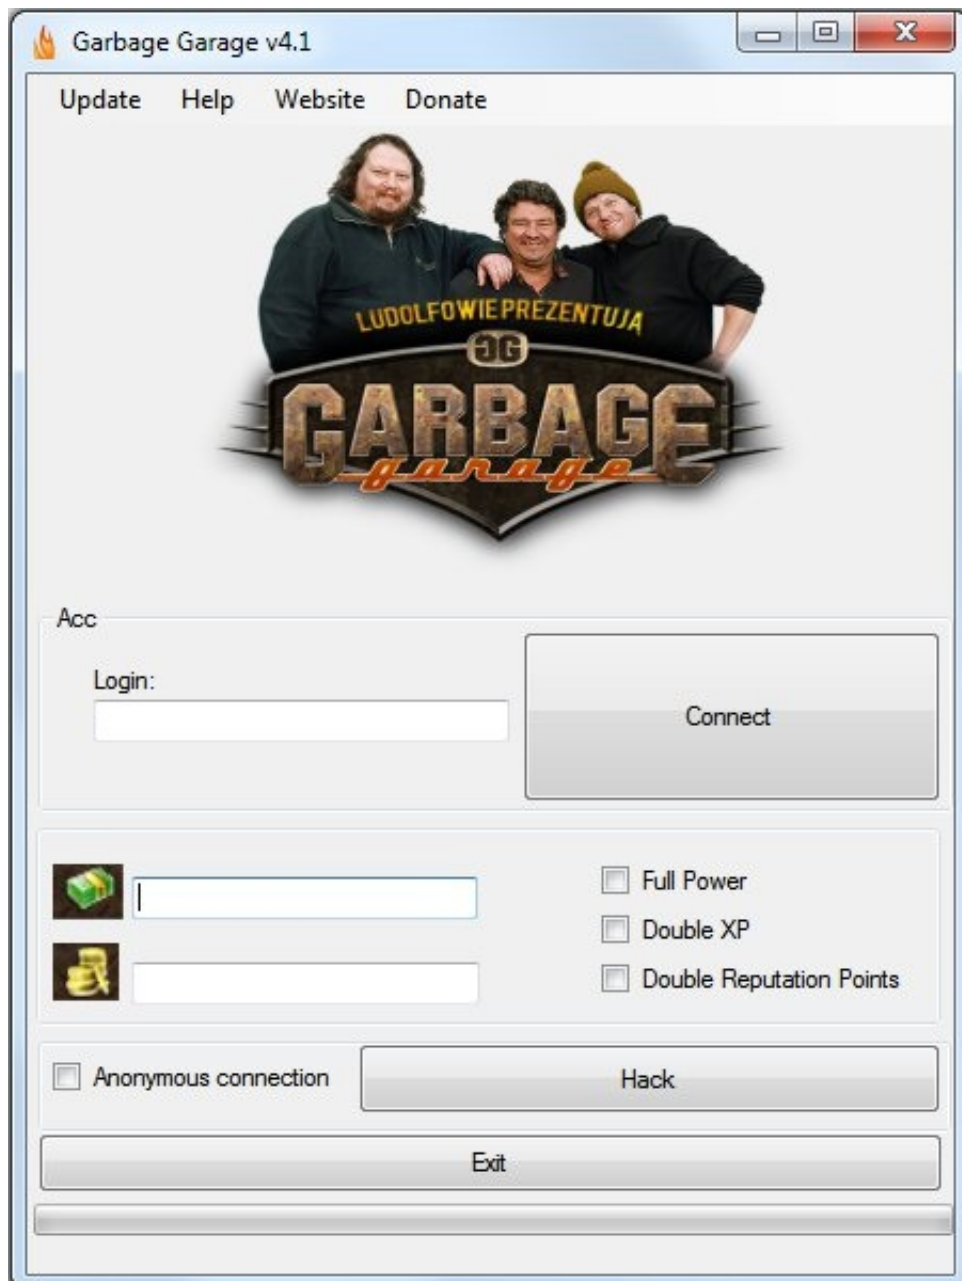 Garbage Garage v4.1
Update Help Website Donate
LUDOLFOWIE PREZENTUJĄ
GG
GARBAGE
garage
Acc
Login:
Connect
Full Power
Double XP
Double Reputation Points
Anonymous connection
Hack
Exit